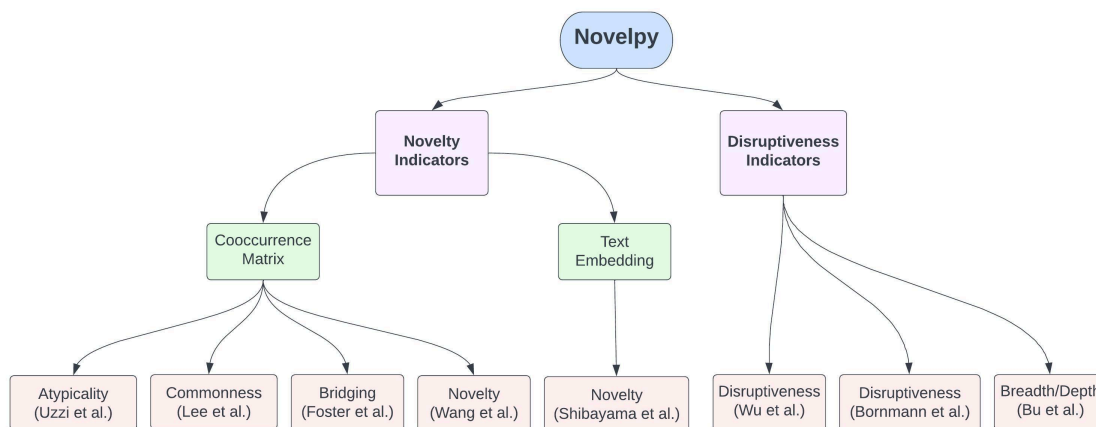 Novelpy
Novelty
Indicators
Disruptiveness
Indicators
Cooccurrence
Matrix
Text
Embedding
Atypicality
(Uzzi et al.)
Commonness
(Lee et al.)
Bridging
(Foster et al.)
Novelty
(Wang et al.)
Novelty
(Shibayama et al.)
Disruptiveness
(Wu et al.)
Disruptiveness
(Bornmann et al.)
Breadth/Depth
(Bu et al.)